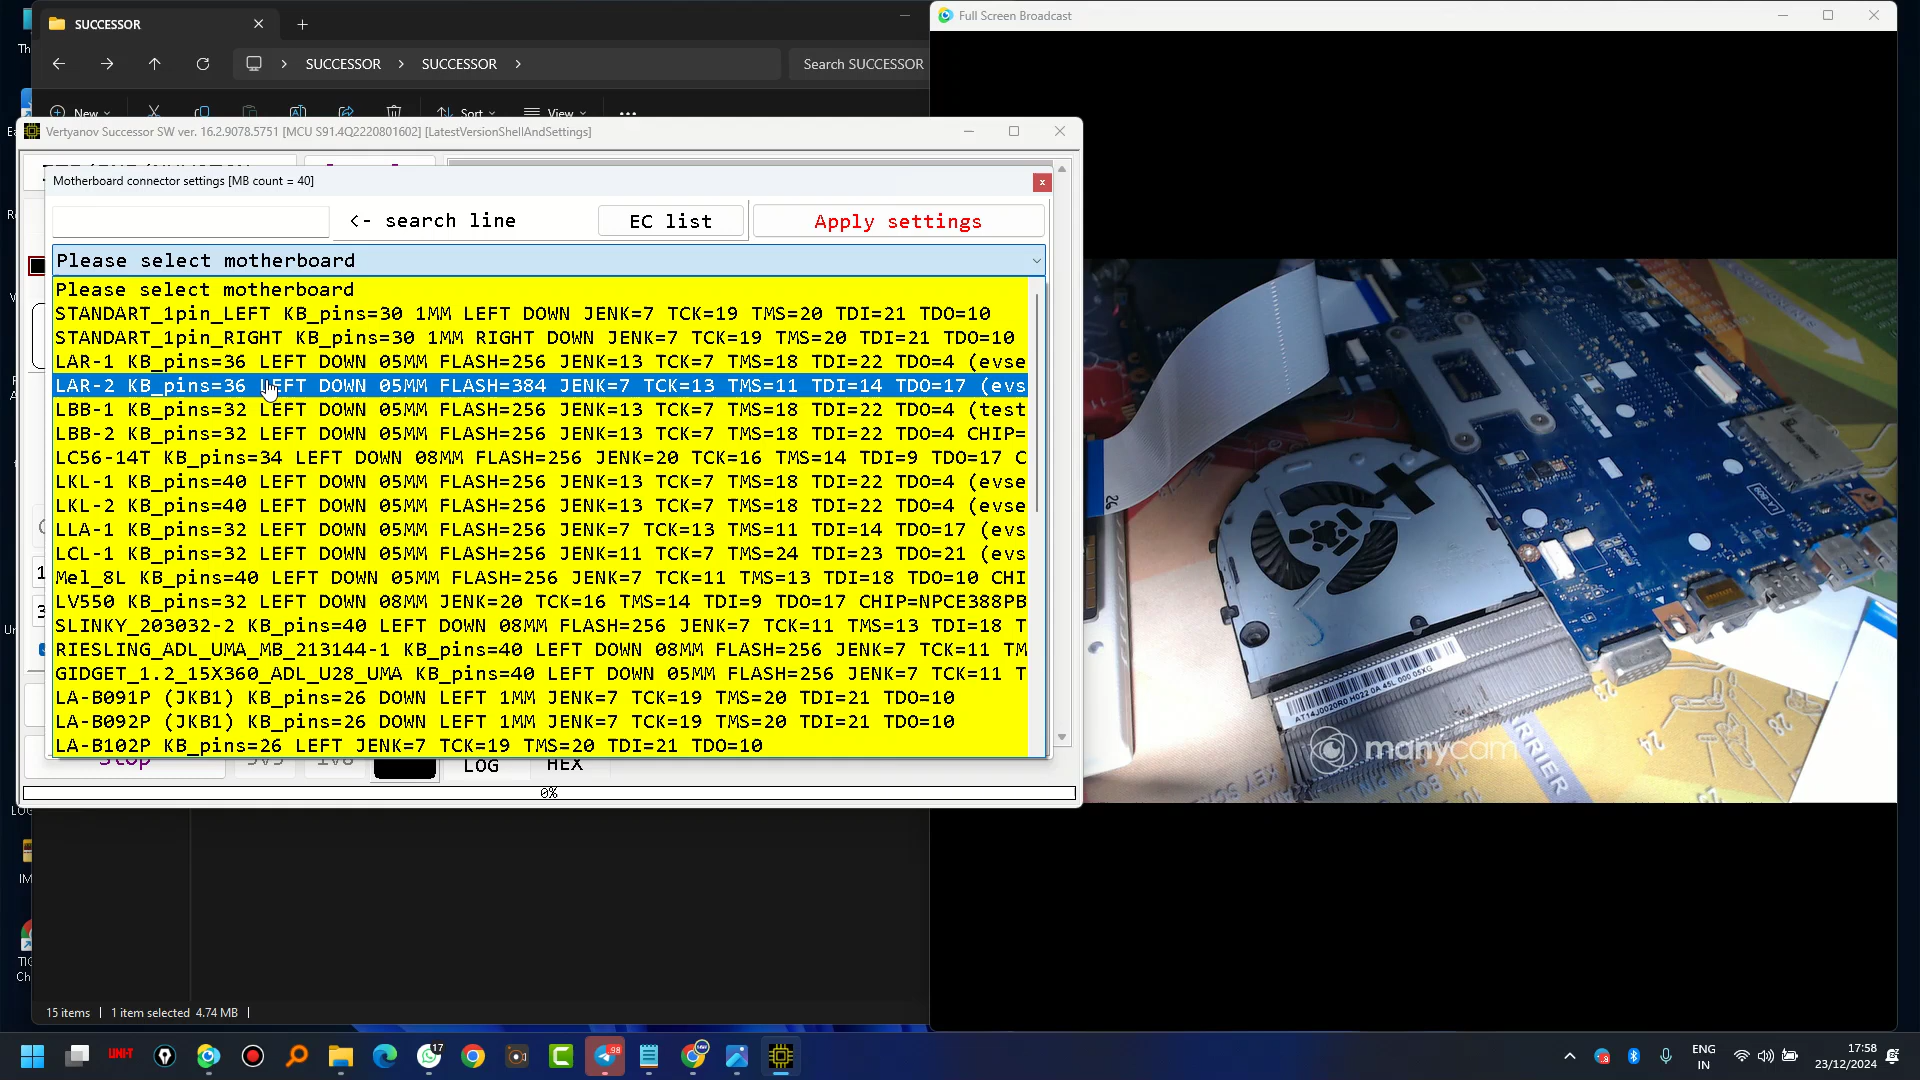 SUCCESSOR
Full Screen Broadcast
SUCCESSOR > SUCCESSOR >
Search SUCCESSOR
New
Sort
View
Vertyanov Successor SW ver. 16.2.9078.5751 [MCU S91.4Q2220801602] [LatestVersionShellAndSettings]
Motherboard connector settings [MB count = 40]
<- search line
EC list
Apply settings
Please select motherboard
Please select motherboard
STANDART_1pin_LEFT KB_pins=30 1MM LEFT DOWN JENK=7 TCK=19 TMS=20 TDI=21 TDO=10
STANDART_1pin_RIGHT KB_pins=30 1MM RIGHT DOWN JENK=7 TCK=19 TMS=20 TDI=21 TDO=10
LAR-1 KB_pins=36 LEFT DOWN 05MM FLASH=256 JENK=13 TCK=7 TMS=18 TDI=22 TDO=4 (evse
LAR-2 KB_pins=36 LEFT DOWN 05MM FLASH=384 JENK=7 TCK=13 TMS=11 TDI=14 TDO=17 (evs
LBB-1 KB_pins=32 LEFT DOWN 05MM FLASH=256 JENK=13 TCK=7 TMS=18 TDI=22 TDO=4 (test
LBB-2 KB_pins=32 LEFT DOWN 05MM FLASH=256 JENK=13 TCK=7 TMS=18 TDI=22 TDO=4 CHIP=
LC56-14T KB_pins=34 LEFT DOWN 08MM FLASH=256 JENK=20 TCK=16 TMS=14 TDI=9 TDO=17 C
LKL-1 KB_pins=40 LEFT DOWN 05MM FLASH=256 JENK=13 TCK=7 TMS=18 TDI=22 TDO=4 (evse
LKL-2 KB_pins=40 LEFT DOWN 05MM FLASH=256 JENK=13 TCK=7 TMS=18 TDI=22 TDO=4 (evse
LLA-1 KB_pins=32 LEFT DOWN 05MM FLASH=256 JENK=7 TCK=13 TMS=11 TDI=14 TDO=17 (evs
LCL-1 KB_pins=32 LEFT DOWN 05MM FLASH=256 JENK=11 TCK=7 TMS=24 TDI=23 TDO=21 (evs
Mel_8L KB_pins=40 LEFT DOWN 05MM FLASH=256 JENK=7 TCK=11 TMS=13 TDI=18 TDO=10 CHI
LV550 KB_pins=32 LEFT DOWN 08MM JENK=20 TCK=16 TMS=14 TDI=9 TDO=17 CHIP=NPCE388PB
SLINKY_203032-2 KB_pins=40 LEFT DOWN 08MM FLASH=256 JENK=7 TCK=11 TMS=13 TDI=18 T
RIESLING_ADL_UMA_MB_213144-1 KB_pins=40 LEFT DOWN 08MM FLASH=256 JENK=7 TCK=11 TM
GIDGET_1.2_15X360_ADL_U28_UMA KB_pins=40 LEFT DOWN 05MM FLASH=256 JENK=7 TCK=11 T
LA-B091P (JKB1) KB_pins=26 DOWN LEFT 1MM JENK=7 TCK=19 TMS=20 TDI=21 TDO=10
LA-B092P (JKB1) KB_pins=26 DOWN LEFT 1MM JENK=7 TCK=19 TMS=20 TDI=21 TDO=10
LA-B102P KB_pins=26 LEFT JENK=7 TCK=19 TMS=20 TDI=21 TDO=10
Stop
3V3
1V8
LOG
HEX
0%
AT14J0020R0 H022 0A 45L 000 05XG
manycam
15 items | 1 item selected 4.74 MB |
UNI-T
17
98
ENG
IN
17:58
23/12/2024